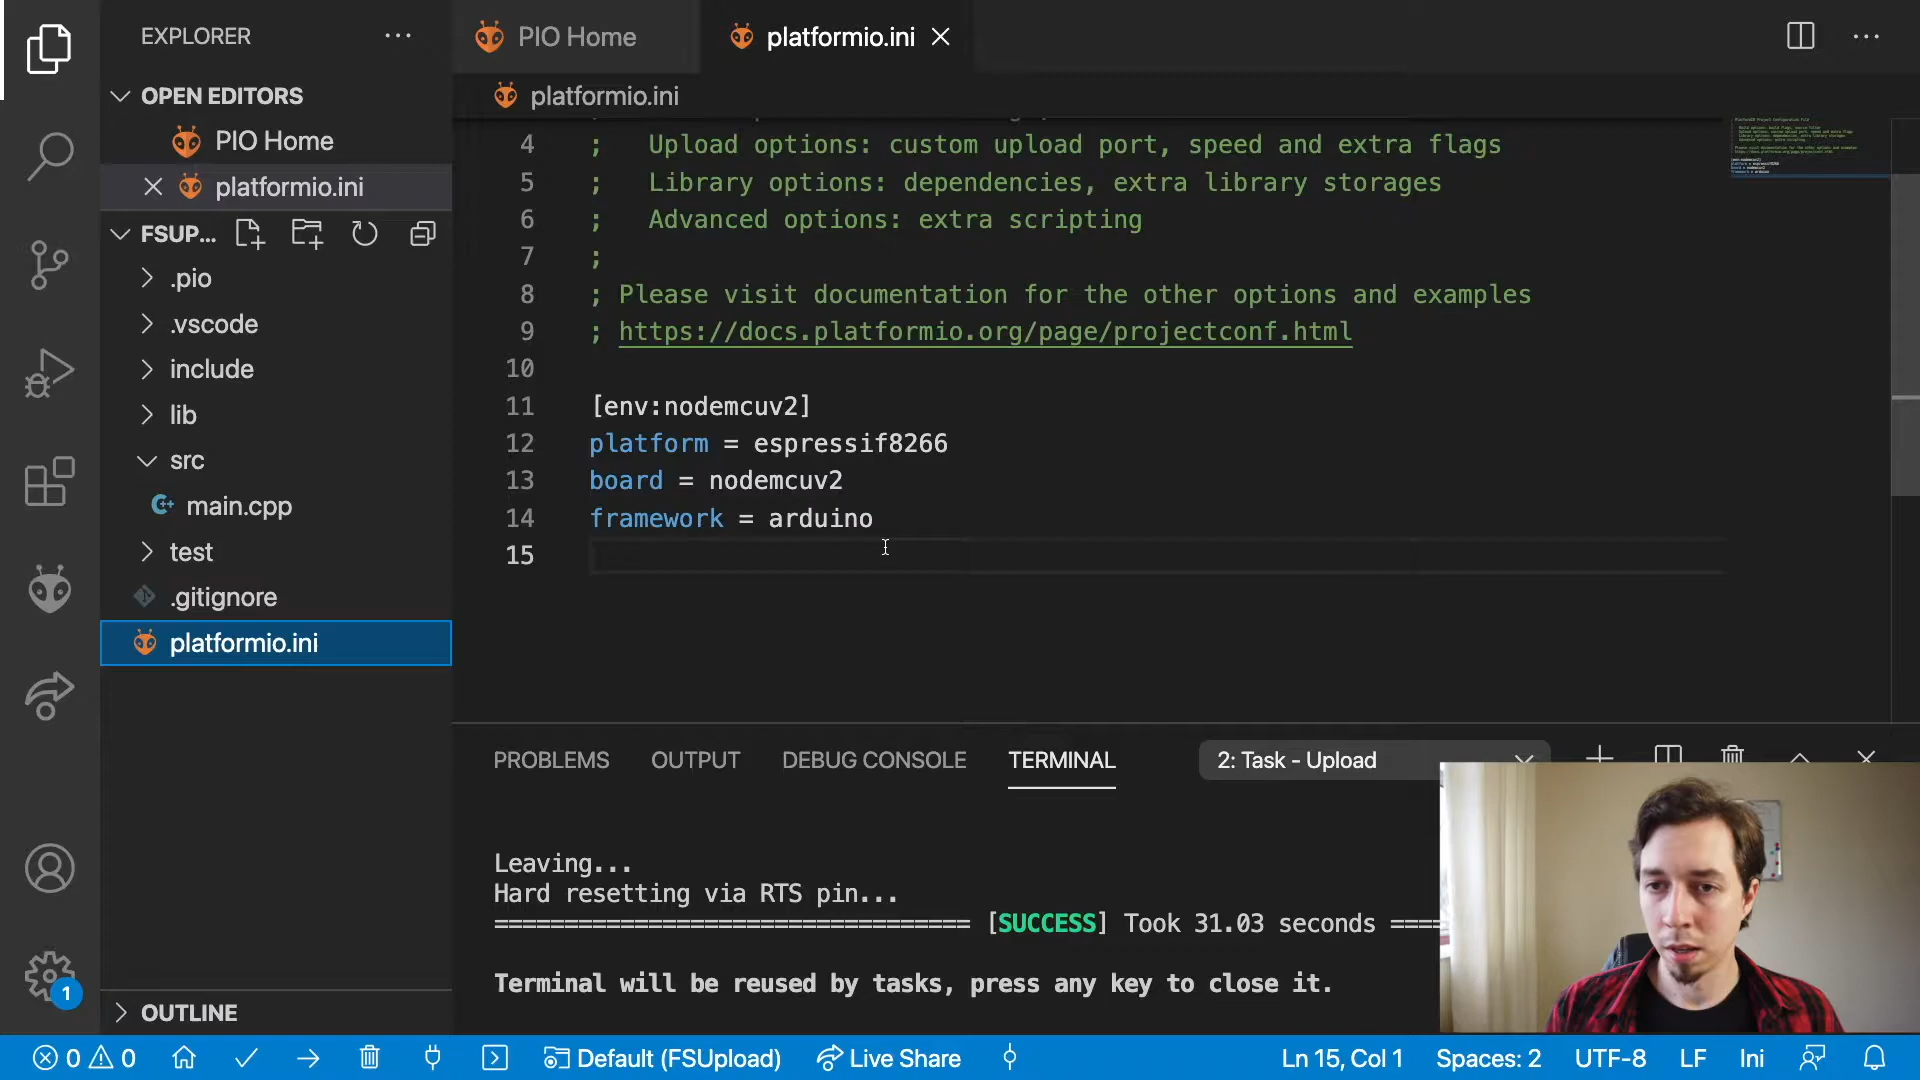 EXPLORER
PIO Home
platformio.ini
OPEN EDITORS
PIO Home
platformio.ini
FSUP...
.pio
.vscode
include
lib
src
main.cpp
test
.gitignore
platformio.ini
OUTLINE
platformio.ini
4 ; Upload options: custom upload port, speed and extra flags
5 ; Library options: dependencies, extra library storages
6 ; Advanced options: extra scripting
7 ;
8 ; Please visit documentation for the other options and examples
9 ; https://docs.platformio.org/page/projectconf.html
10
11 [env:nodemcuv2]
12 platform = espressif8266
13 board = nodemcuv2
14 framework = arduino
15
PROBLEMS OUTPUT DEBUG CONSOLE TERMINAL 2: Task - Upload
Leaving...
Hard resetting via RTS pin...
================================== [SUCCESS] Took 31.03 seconds ====
Terminal will be reused by tasks, press any key to close it.
1
0 0 Default (FSUpload) Live Share Ln 15, Col 1 Spaces: 2 UTF-8 LF Ini